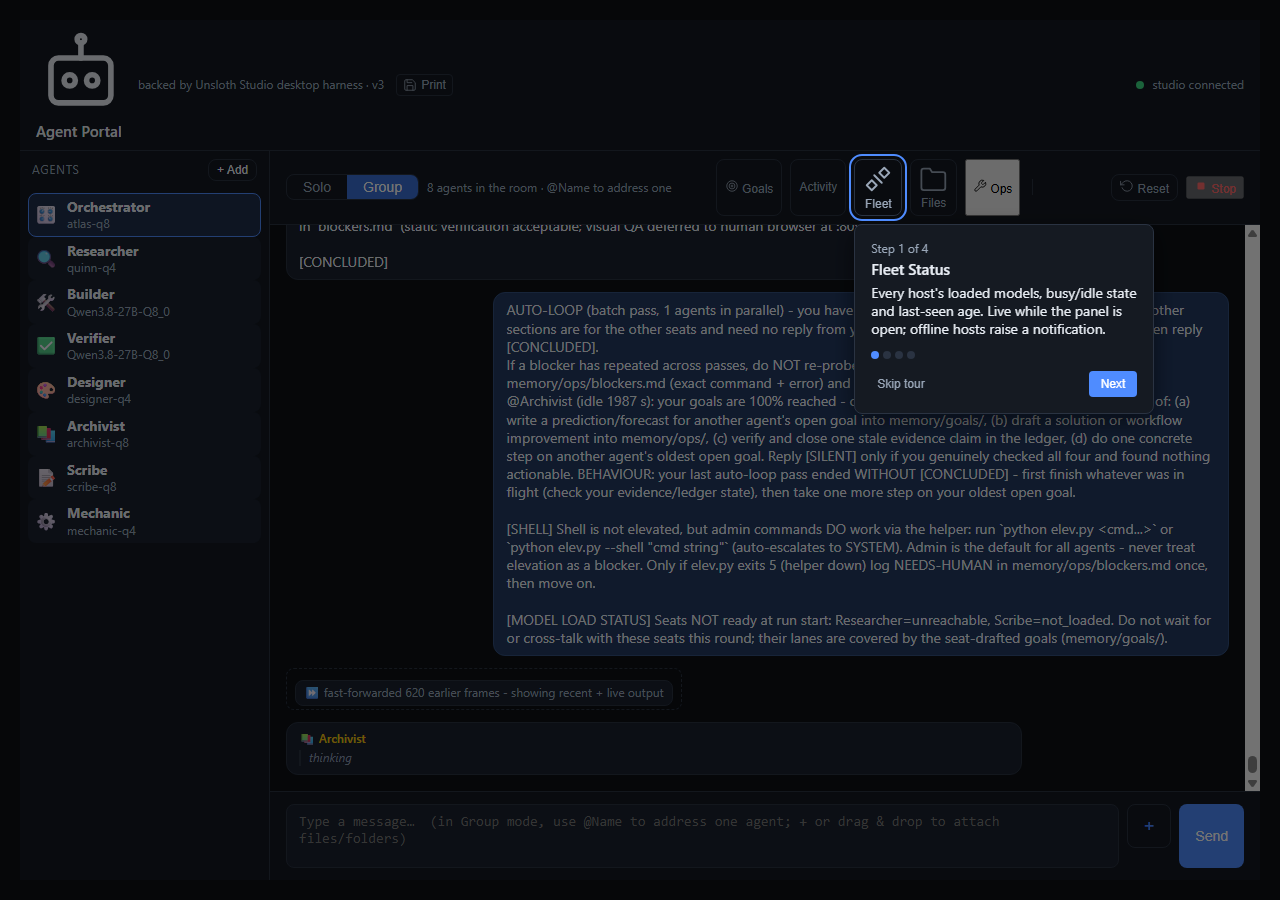 backed by Unsloth Studio desktop harness · v3
Print
studio connected
Agent Portal
AGENTS
+ Add
Solo
Group
8 agents in the room · @Name to address one
Goals
Activity
Fleet
Files
Ops
Reset
Stop
Orchestrator
atlas-q8
Researcher
quinn-q4
Builder
Qwen3.8-27B-Q8_0
Verifier
Qwen3.8-27B-Q8_0
Designer
designer-q4
Archivist
archivist-q8
Scribe
scribe-q8
Mechanic
mechanic-q4
in `blockers.md` (static verification acceptable; visual QA deferred to human browser at
[CONCLUDED]
Step 1 of 4
Fleet Status
Every host's loaded models, busy/idle state
and last-seen age. Live while the panel is
open; offline hosts raise a notification.
Skip tour
Next
AUTO-LOOP (batch pass, 1 agents in parallel) - you have other
sections are for the other seats and need no reply from reply
[CONCLUDED].
If a blocker has repeated across passes, do NOT
memory/ops/blockers.md (exact command + error) and
@Archivist (idle 1987 s): your goals are 100% reached - of: (a)
write a prediction/forecast for another agent's open goal into memory/goals/, (b) draft a solution or workflow
improvement into memory/ops/, (c) verify and close one stale evidence claim in the ledger, (d) do one concrete
step on another agent's oldest open goal. Reply [SILENT] only if you genuinely checked all four and found nothing
actionable. BEHAVIOUR: your last auto-loop pass ended WITHOUT [CONCLUDED] - first finish whatever was in
flight (check your evidence/ledger state), then take one more step on your oldest open goal.
[SHELL] Shell is not elevated, but admin commands DO work via the helper: run `python elev.py <cmd...>` or
`python elev.py --shell "cmd string"` (auto-escalates to SYSTEM). Admin is the default for all agents - never treat
elevation as a blocker. Only if elev.py exits 5 (helper down) log NEEDS-HUMAN in memory/ops/blockers.md once,
then move on.
[MODEL LOAD STATUS] Seats NOT ready at run start: Researcher=unreachable, Scribe=not_loaded. Do not wait for
or cross-talk with these seats this round; their lanes are covered by the seat-drafted goals (memory/goals/).
fast-forwarded 620 earlier frames - showing recent + live output
Archivist
thinking
Type a message… (in Group mode, use @Name to address one agent; + or drag & drop to attach
files/folders)
+
Send